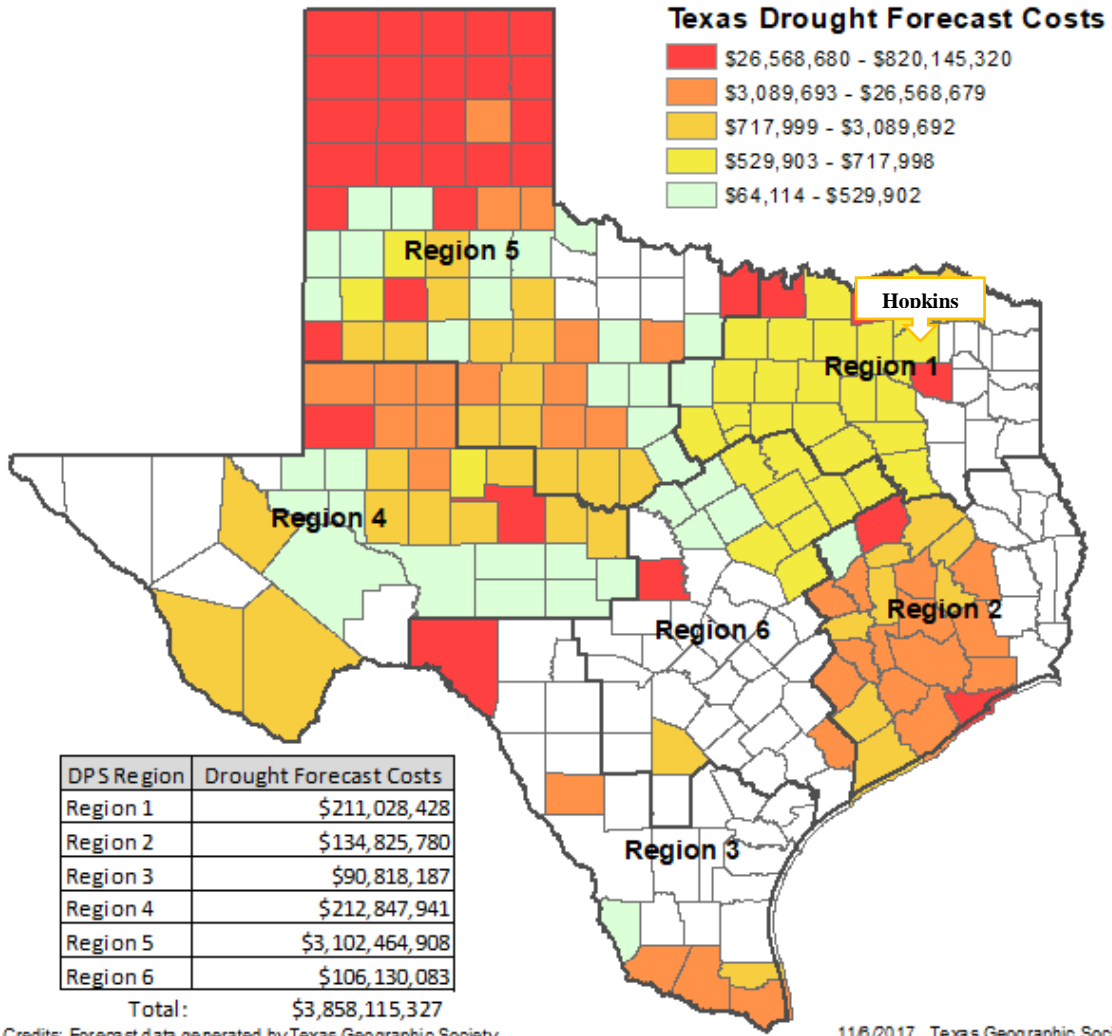 Texas Drought Forecast Costs
$26,568,680 - $820,145,320
$3,089,693 - $26,568,679
$717,999 - $3,089,692
$529,903 - $717,998
$64,114 - $529,902
Region 5
Hopkins
Region 1
Region 4
Region 2
Region 6
Region 3
DPS Region Drought Forecast Costs
Region 1 $211,028,428
Region 2 $134,825,780
Region 3 $90,818,187
Region 4 $212,847,941
Region 5 $3,102,464,908
Region 6 $106,130,083
Total: $3,858,115,327
Credits: Forecast data generated by Texas Geographic Society
11/6/2017 Texas Geographic Soci